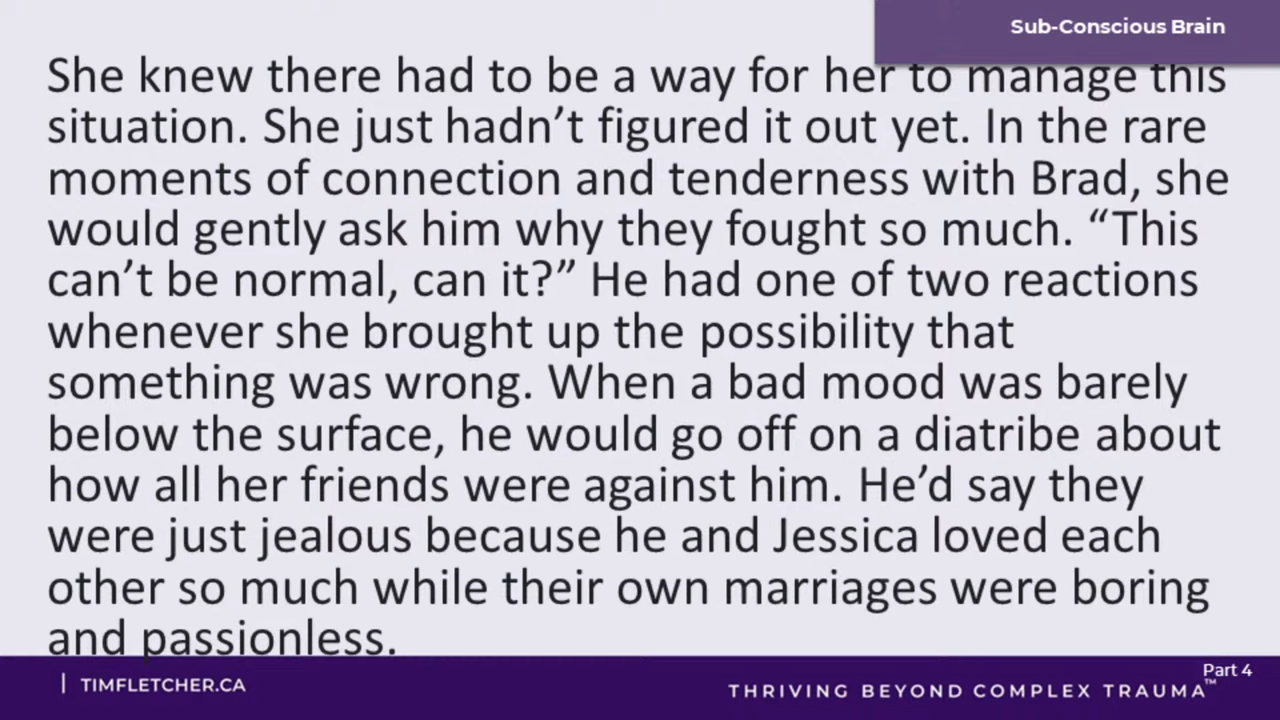 Sub-Conscious Brain
She knew there had to be a way for her to manage this
situation. She just hadn’t figured it out yet. In the rare
moments of connection and tenderness with Brad, she
would gently ask him why they fought so much. “This
can’t be normal, can it?” He had one of two reactions
whenever she brought up the possibility that
something was wrong. When a bad mood was barely
below the surface, he would go off on a diatribe about
how all her friends were against him. He’d say they
were just jealous because he and Jessica loved each
other so much while their own marriages were boring
and passionless.
| TIMFLETCHER.CA
Part 4
THRIVING BEYOND COMPLEX TRAUMA™